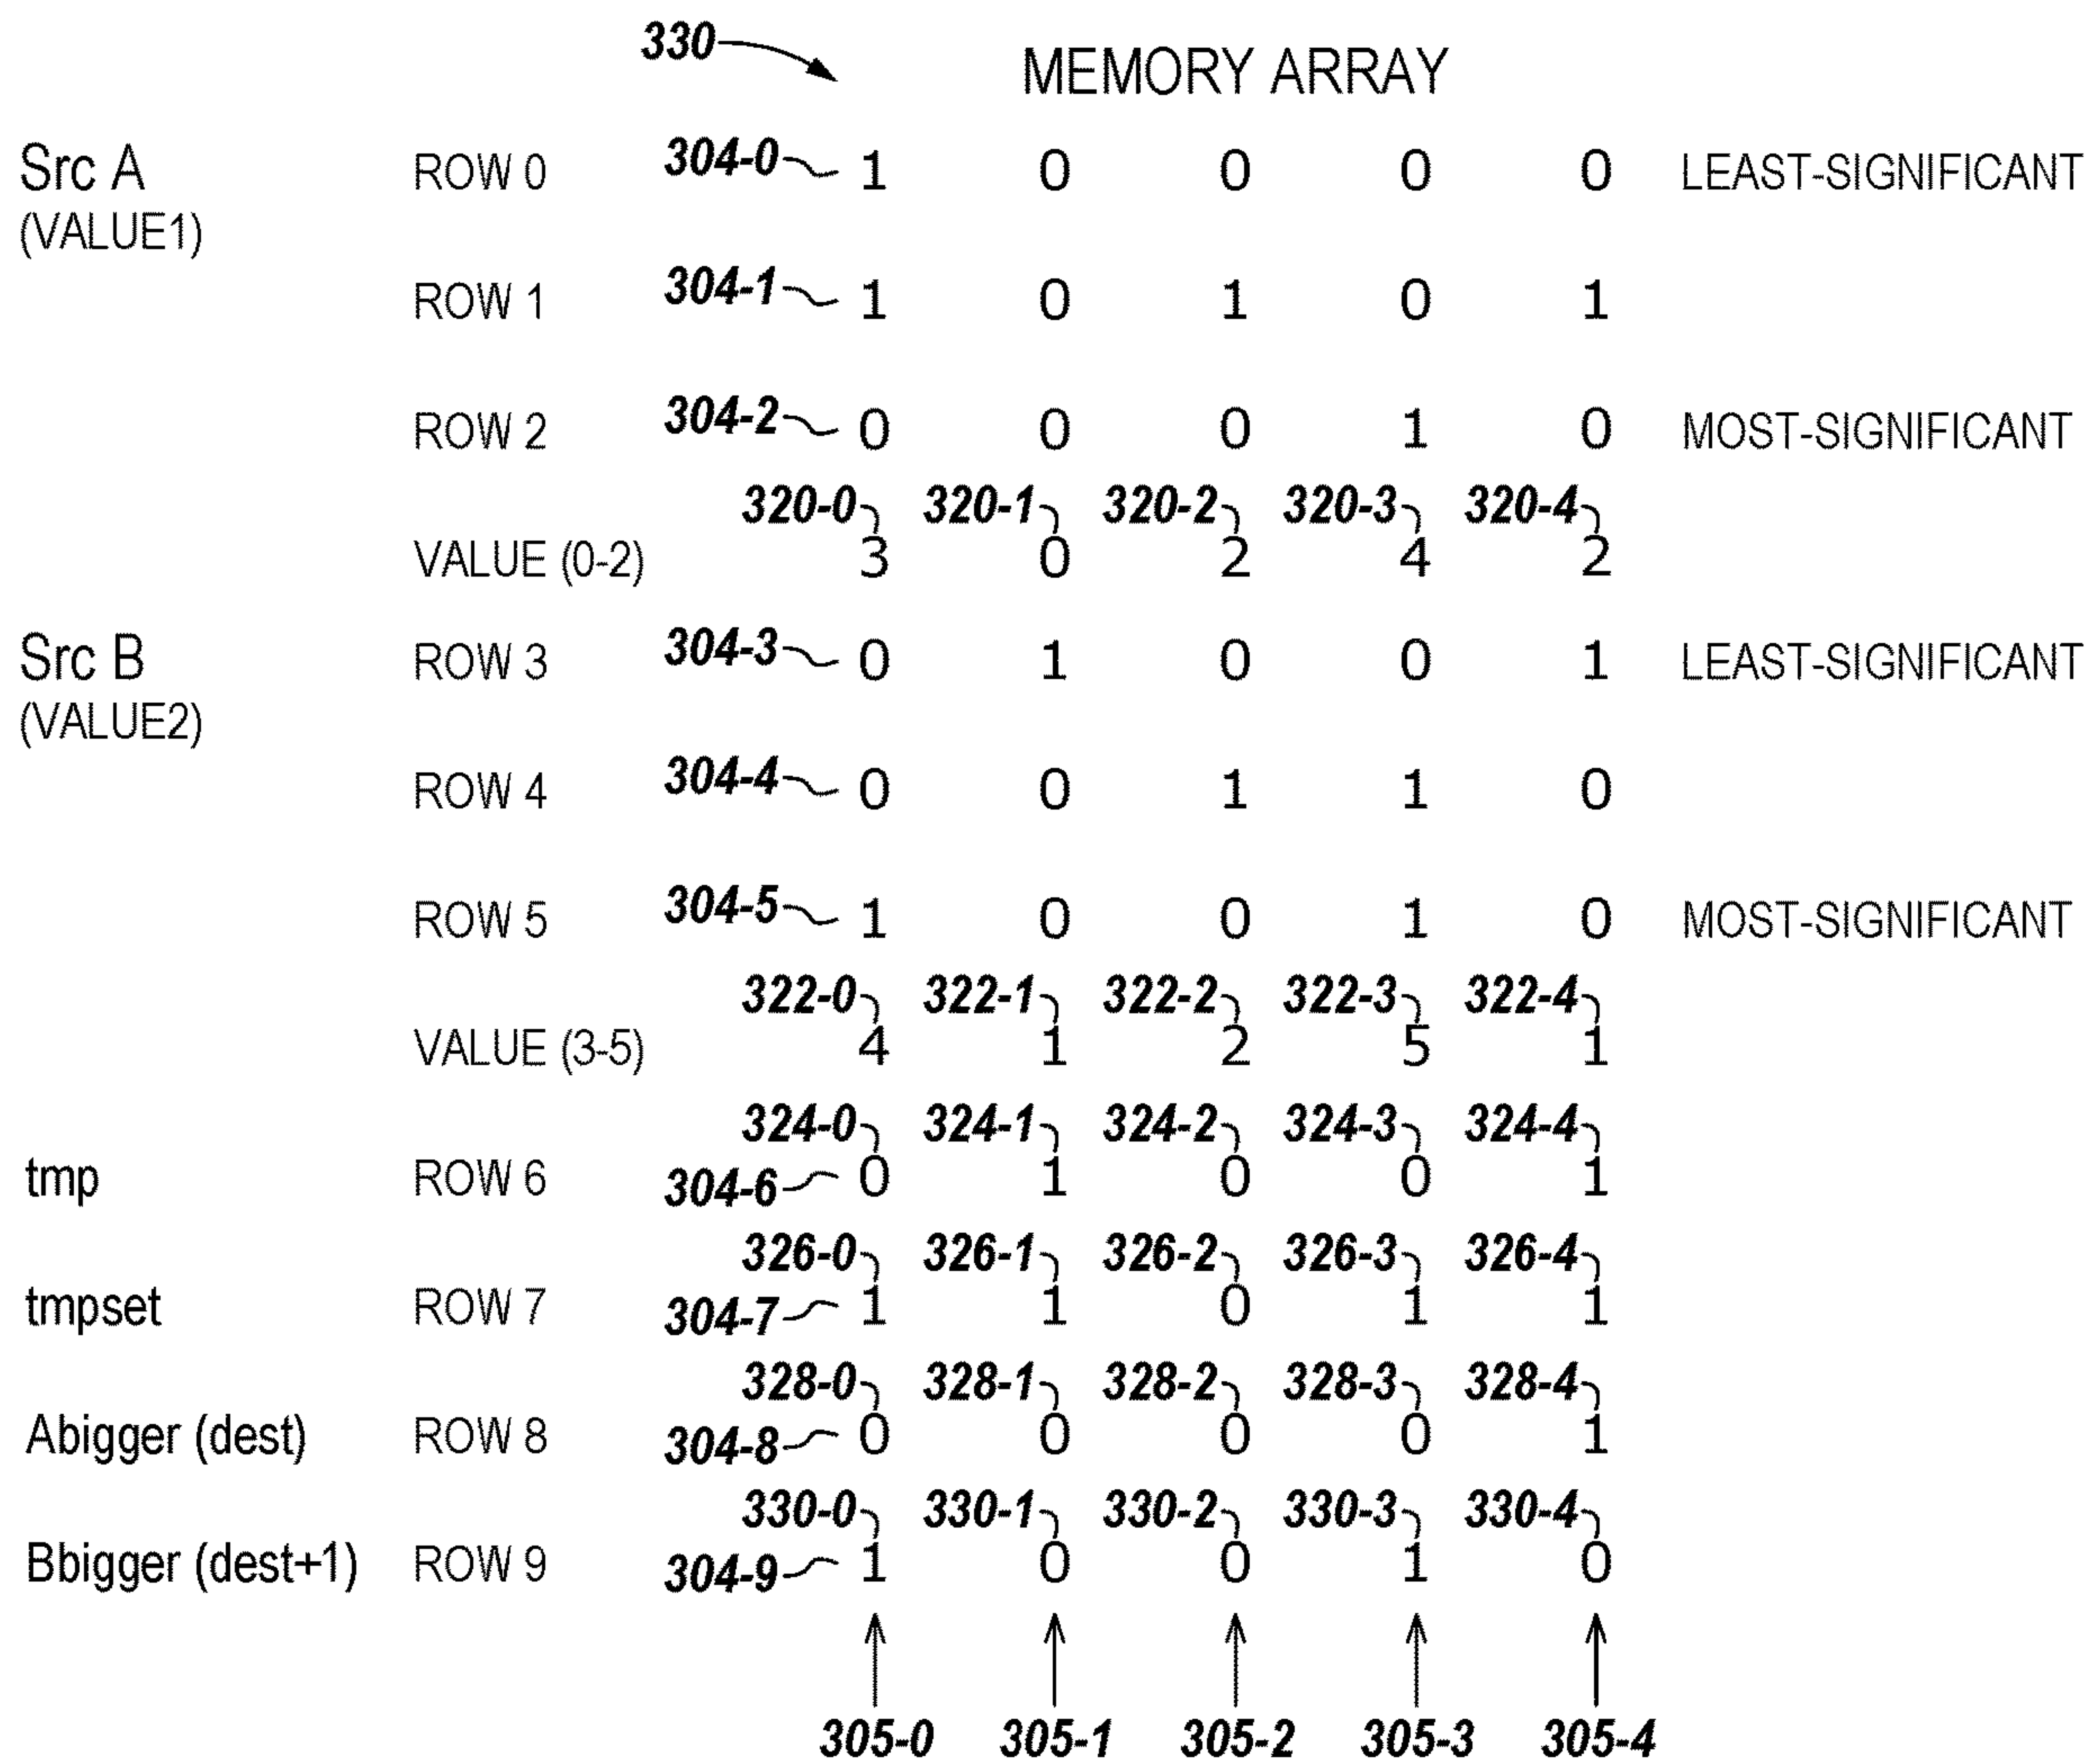 330 MEMORY ARRAY
Src A ROW 0 304-0 1 0 0 0 0 LEAST-SIGNIFICANT
(VALUE1)
ROW 1 304-1 1 0 1 0 1
ROW 2 304-2 0 0 0 1 0 MOST-SIGNIFICANT
320-0 320-1 320-2 320-3 320-4
VALUE (0-2) 3 0 2 4 2
Src B ROW 3 304-3 0 1 0 0 1 LEAST-SIGNIFICANT
(VALUE2)
ROW 4 304-4 0 0 1 1 0
ROW 5 304-5 1 0 0 1 0 MOST-SIGNIFICANT
322-0 322-1 322-2 322-3 322-4
VALUE (3-5) 4 1 2 5 1
324-0 324-1 324-2 324-3 324-4
tmp ROW 6 304-6 0 1 0 0 1
326-0 326-1 326-2 326-3 326-4
tmpset ROW 7 304-7 1 1 0 1 1
328-0 328-1 328-2 328-3 328-4
Abigger (dest) ROW 8 304-8 0 0 0 0 1
330-0 330-1 330-2 330-3 330-4
Bbigger (dest+1) ROW 9 304-9 1 0 0 1 0
305-0 305-1 305-2 305-3 305-4